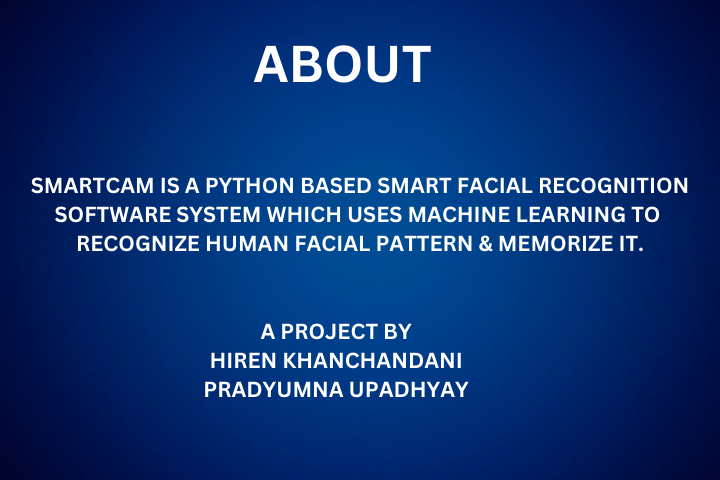 ABOUT
SMARTCAM IS A PYTHON BASED SMART FACIAL RECOGNITION
SOFTWARE SYSTEM WHICH USES MACHINE LEARNING TO
RECOGNIZE HUMAN FACIAL PATTERN & MEMORIZE IT.
A PROJECT BY
HIREN KHANCHANDANI
PRADYUMNA UPADHYAY